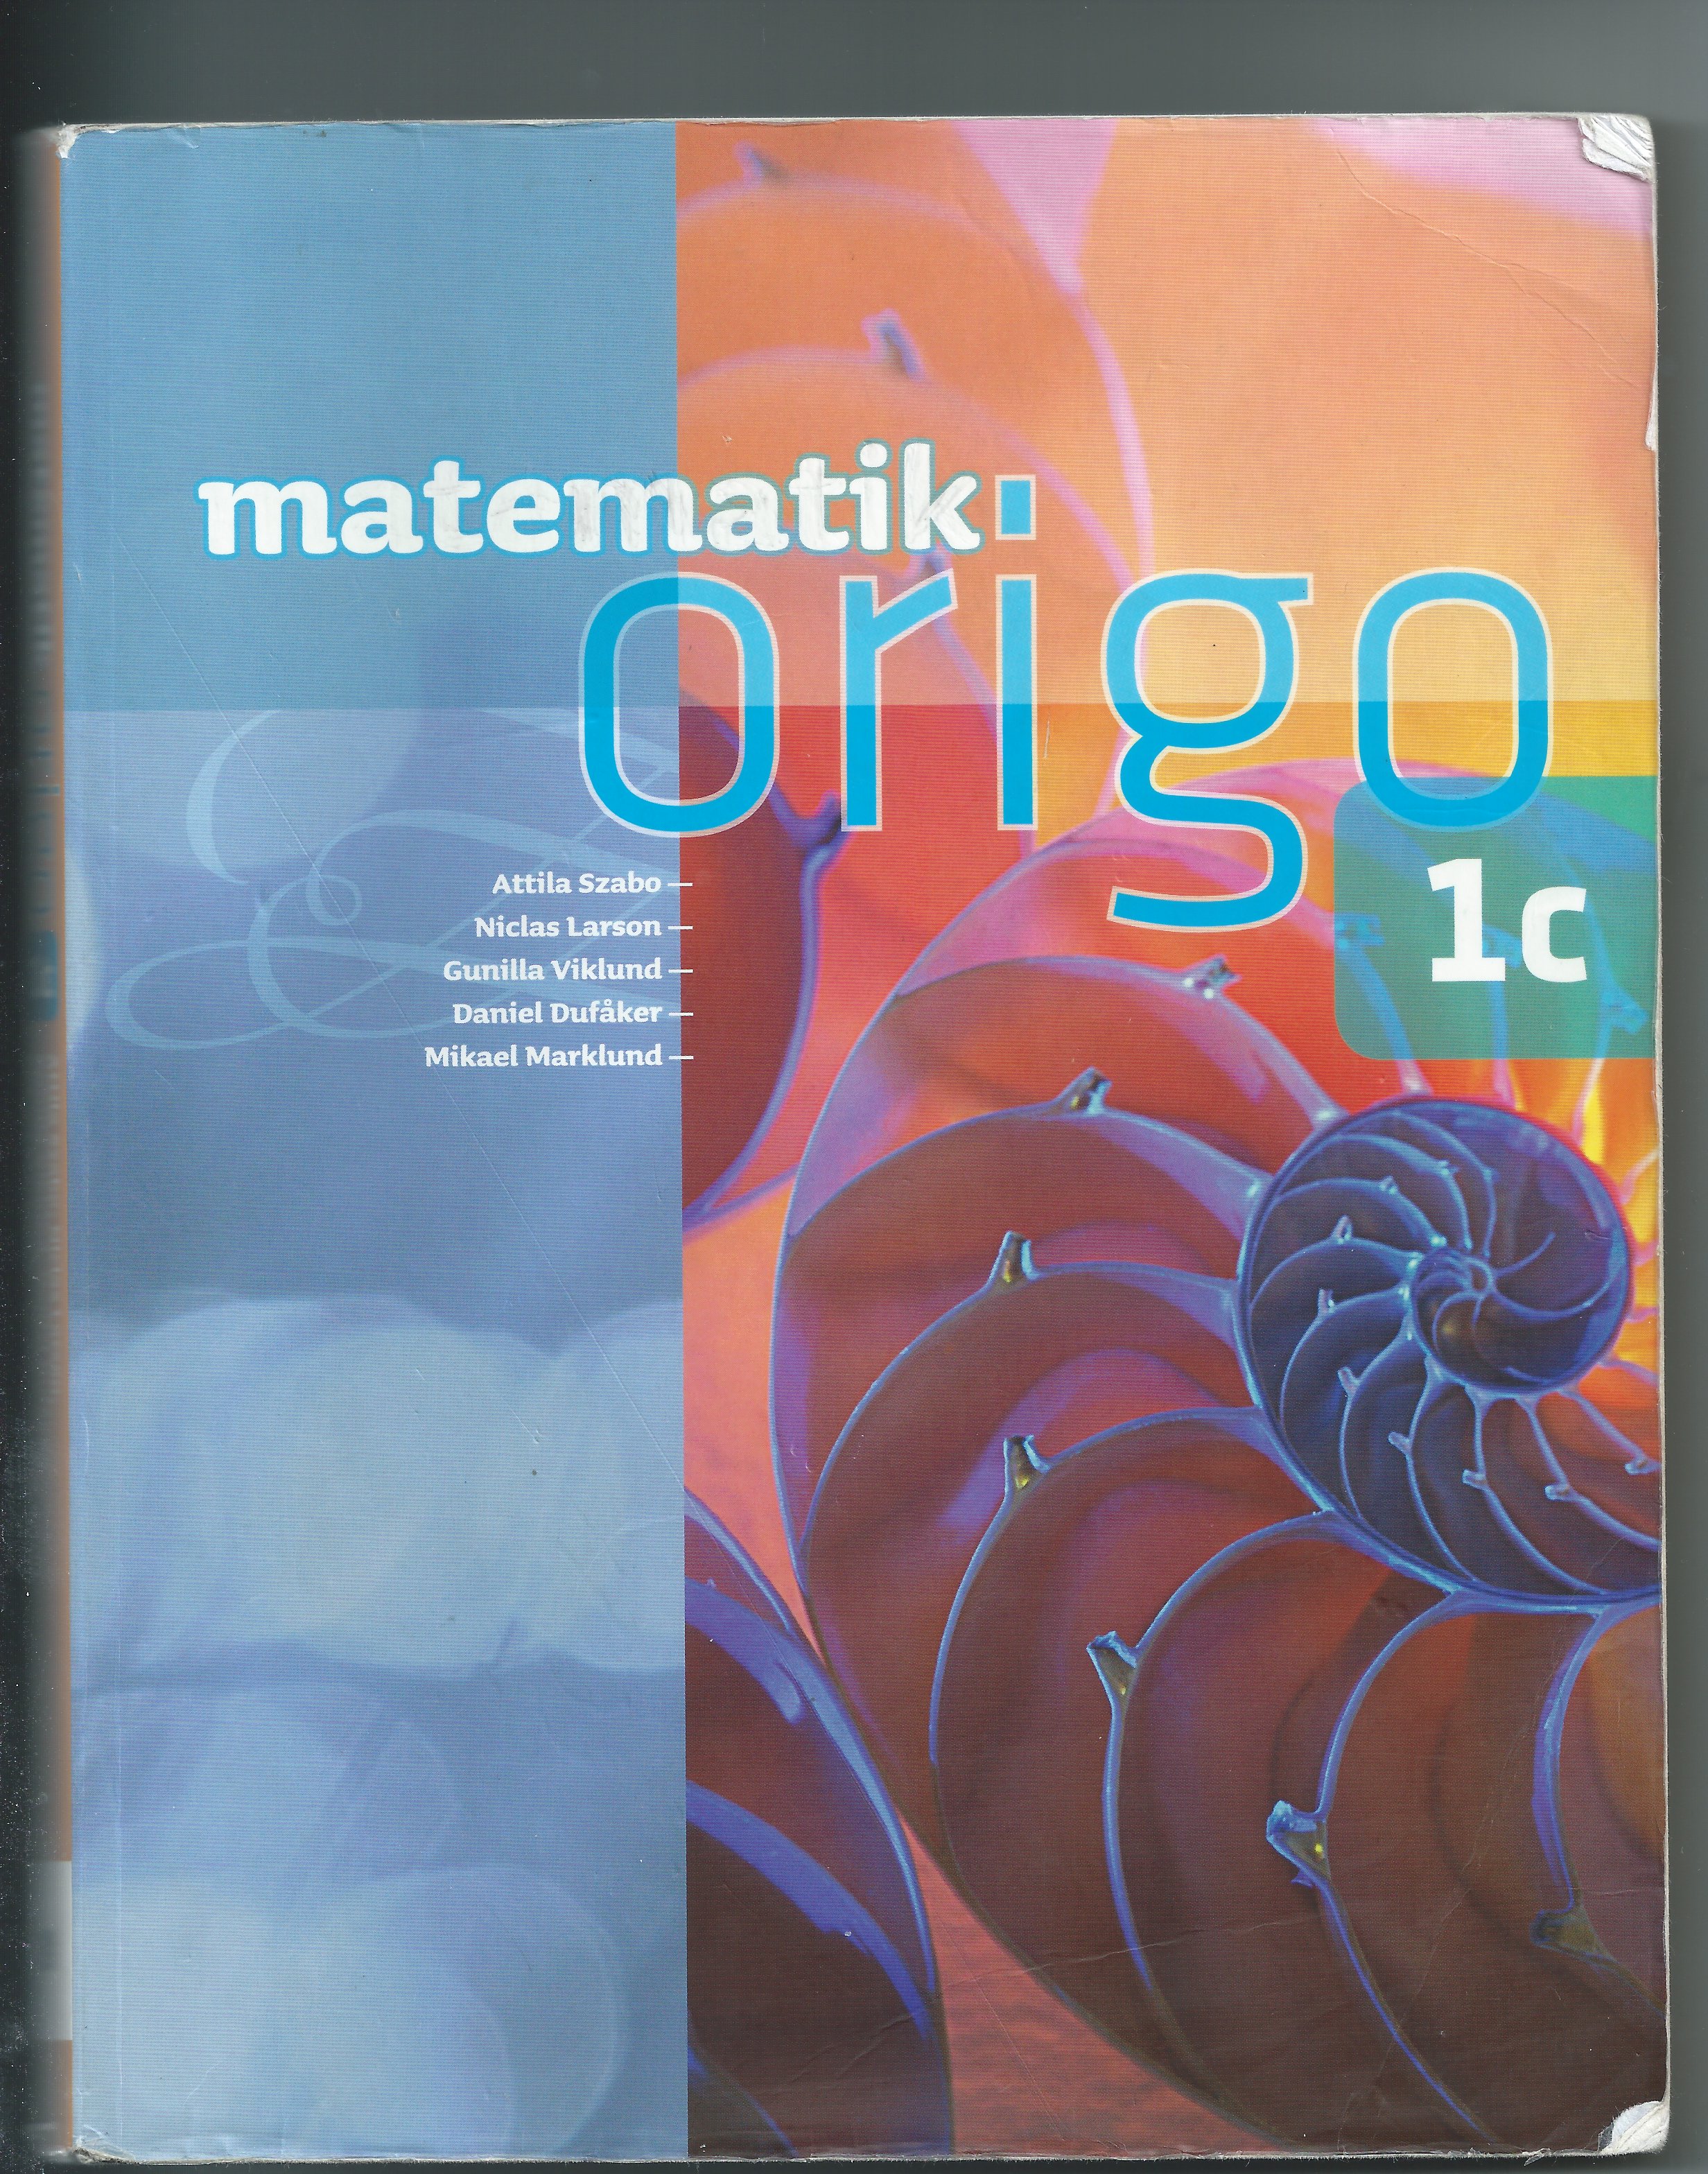 matematik
origo
1c
Attila Szabo
Niclas Larson
Gunilla Viklund
Daniel Dufåker
Mikael Marklund